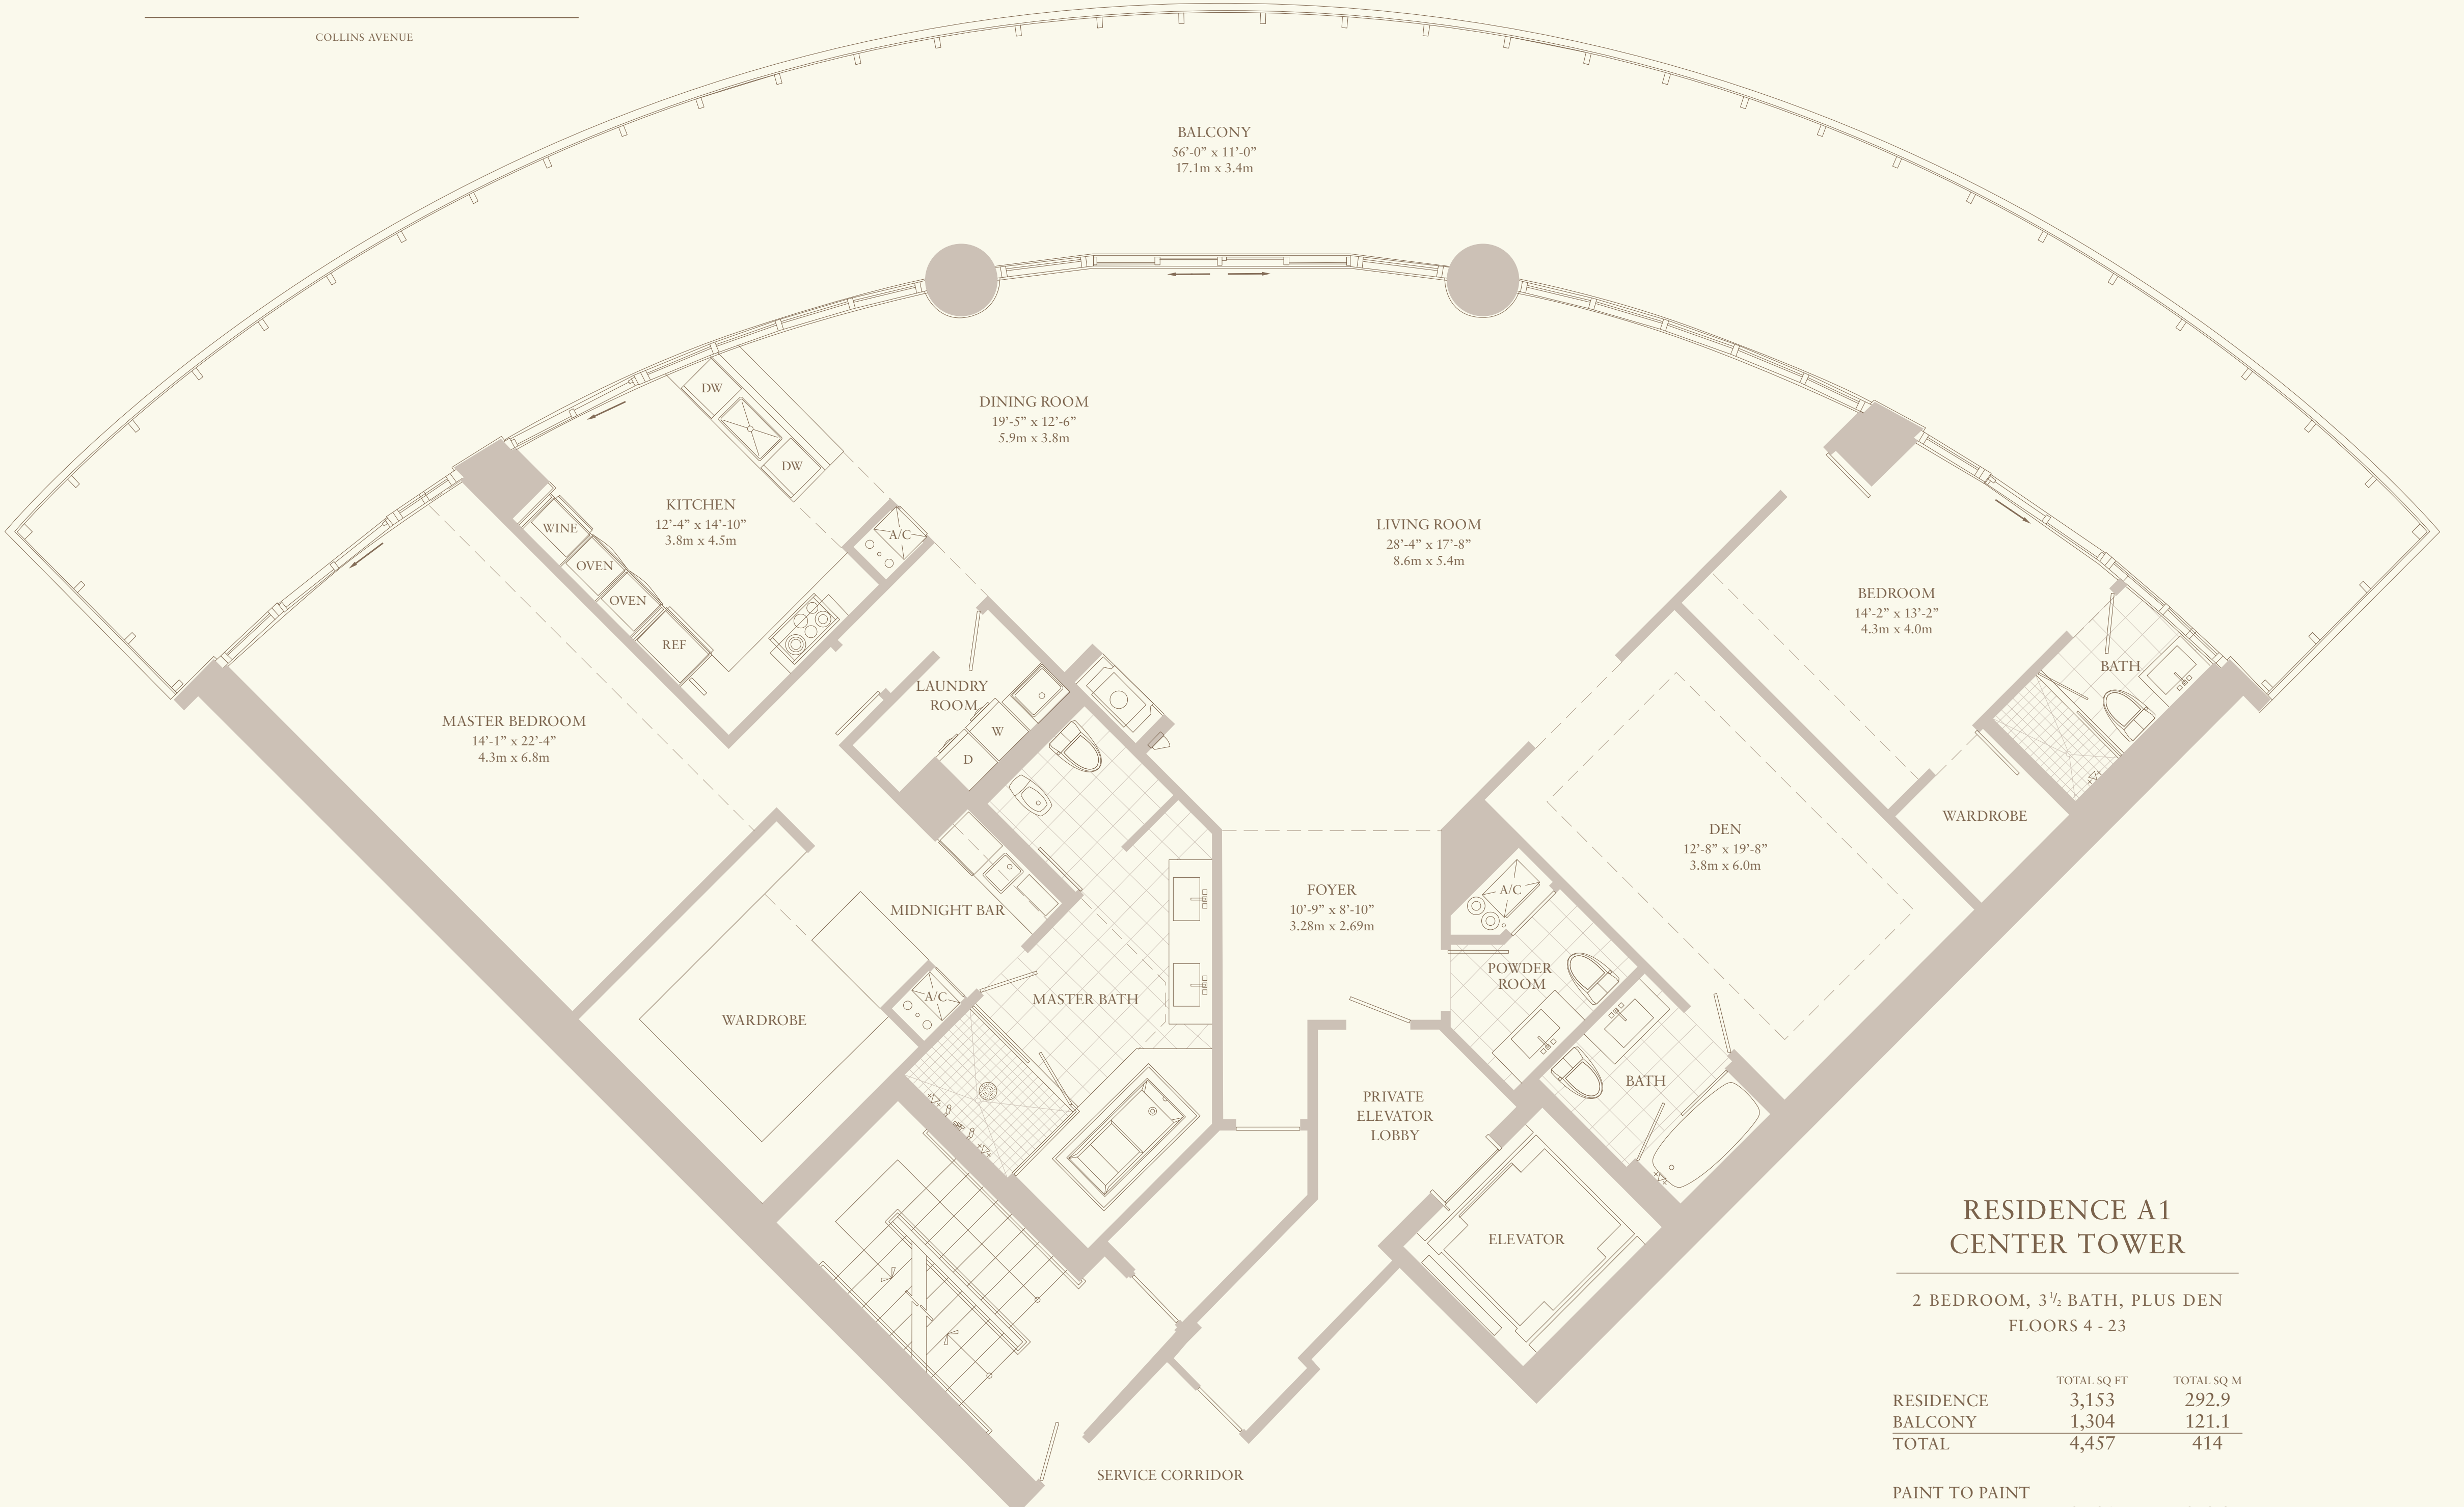 COLLINS AVENUE
BALCONY
56’-0” x 11’-0”
17.1m x 3.4m
DINING ROOM
19’-5” x 12’-6”
5.9m x 3.8m
DW
DW
KITCHEN
12’-4” x 14’-10”
3.8m x 4.5m
WINE
OVEN
OVEN
REF
A/C
LIVING ROOM
28’-4” x 17’-8”
8.6m x 5.4m
BEDROOM
14’-2” x 13’-2”
4.3m x 4.0m
BATH
WARDROBE
LAUNDRY
ROOM
W
D
MASTER BEDROOM
14’-1” x 22’-4”
4.3m x 6.8m
DEN
12’-8” x 19’-8”
3.8m x 6.0m
MIDNIGHT BAR
FOYER
10’-9” x 8’-10”
3.28m x 2.69m
A/C
POWDER
ROOM
A/C
MASTER BATH
WARDROBE
BATH
PRIVATE
ELEVATOR
LOBBY
ELEVATOR
SERVICE CORRIDOR
RESIDENCE A1
CENTER TOWER
2 BEDROOM, 3 1/2 BATH, PLUS DEN
FLOORS 4 - 23
TOTAL SQ FT TOTAL SQ M
RESIDENCE 3,153 292.9
BALCONY 1,304 121.1
TOTAL 4,457 414
PAINT TO PAINT